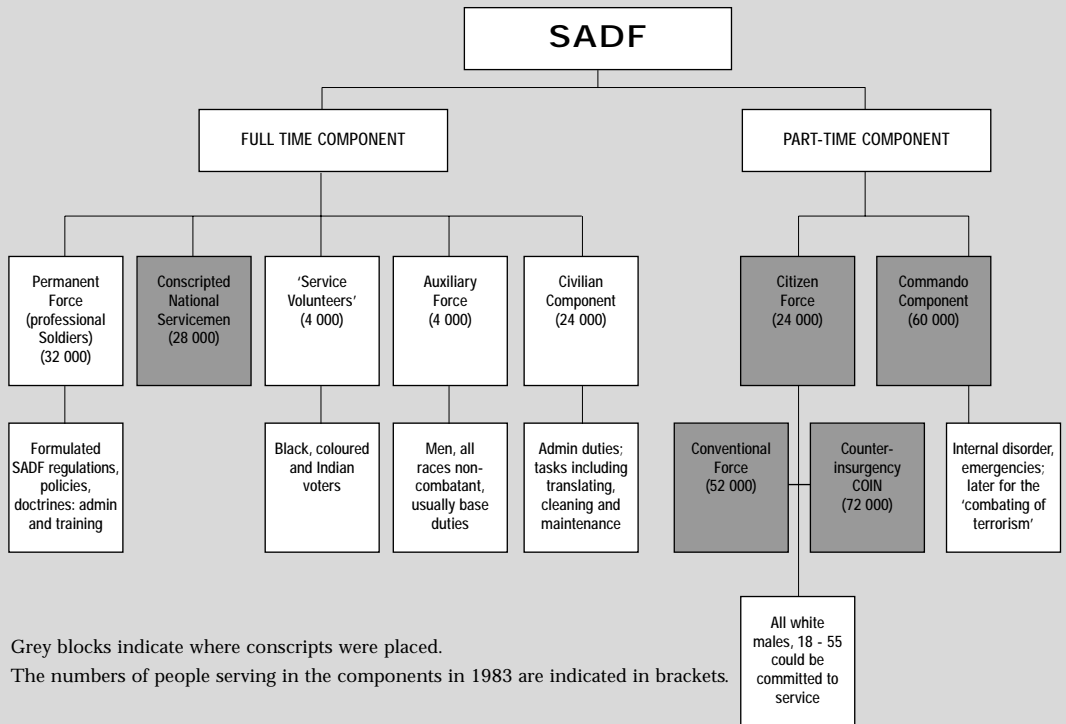 SADF
FULL TIME COMPONENT
PART-TIME COMPONENT
Permanent
Force
(professional
Soldiers)
(32 000)
Conscripted
National
Servicemen
(28 000)
'Service
Volunteers'
(4 000)
Auxiliary
Force
(4 000)
Civilian
Component
(24 000)
Citizen
Force
(24 000)
Commando
Component
(60 000)
Formulated
SADF regulations,
policies,
doctrines: admin
and training
Black, coloured
and Indian
voters
Men, all
races non-
combatant,
usually base
duties
Admin duties;
tasks including
translating,
cleaning and
maintenance
Conventional
Force
(52 000)
Counter-
insurgency
COIN
(72 000)
Internal disorder,
emergencies;
later for the
'combating of
terrorism'
All white
males, 18 - 55
could be
committed to
service
Grey blocks indicate where conscripts were placed.
The numbers of people serving in the components in 1983 are indicated in brackets.